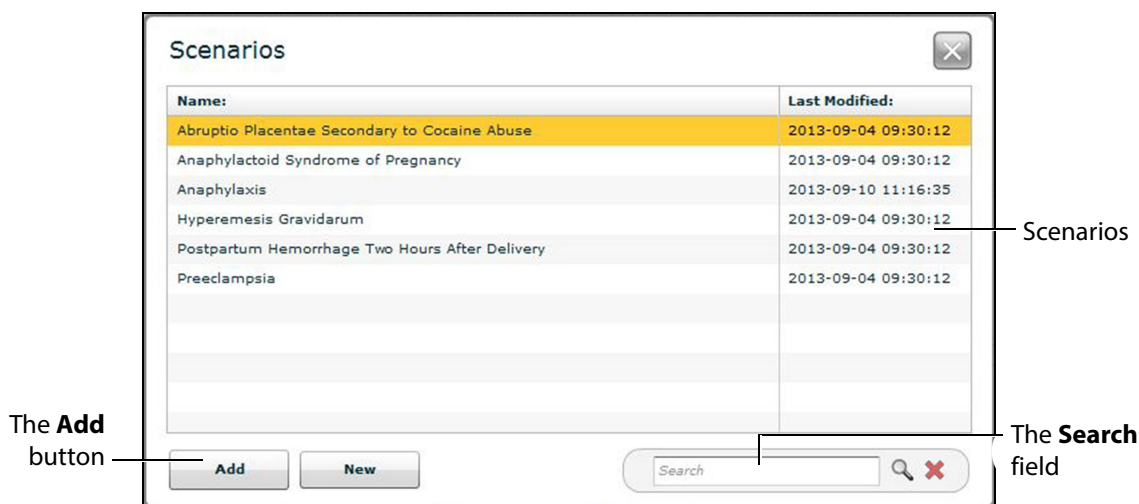 Scenarios
Name: Last Modified:
Abruptio Placentae Secondary to Cocaine Abuse 2013-09-04 09:30:12
Anaphylactoid Syndrome of Pregnancy 2013-09-04 09:30:12
Anaphylaxis 2013-09-10 11:16:35
Hyperemesis Gravidarum 2013-09-04 09:30:12
Scenarios
Postpartum Hemorrhage Two Hours After Delivery 2013-09-04 09:30:12
Preeclampsia 2013-09-04 09:30:12
The Add
button
Add New Search
The Search
field